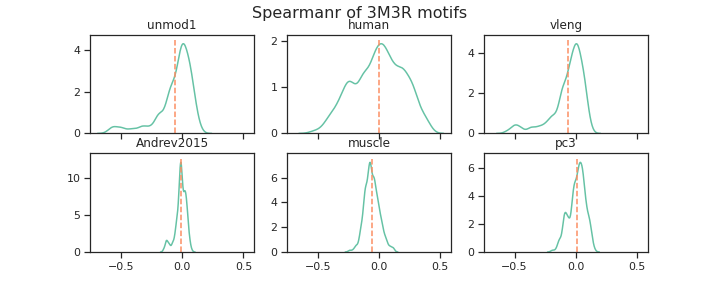 Spearmanr of 3M3R motifs
unmod1 human vleng
4 2 0
2 1 0
4 2 0
Andrev2015 muscle pc3
10 5 0
6 4 2 0
6 4 2 0
−0.5 0.0 0.5
−0.5 0.0 0.5
−0.5 0.0 0.5